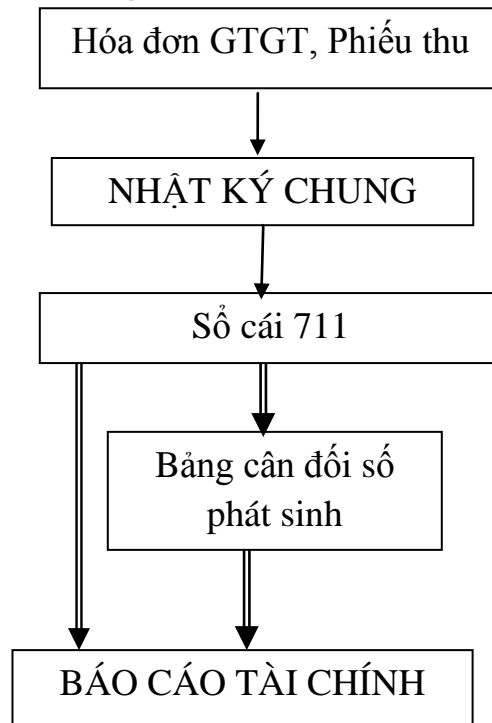 Hóa đơn GTGT, Phiếu thu
NHẬT KÝ CHUNG
Sổ cái 711
Bảng cân đối số
phát sinh
BÁO CÁO TÀI CHÍNH